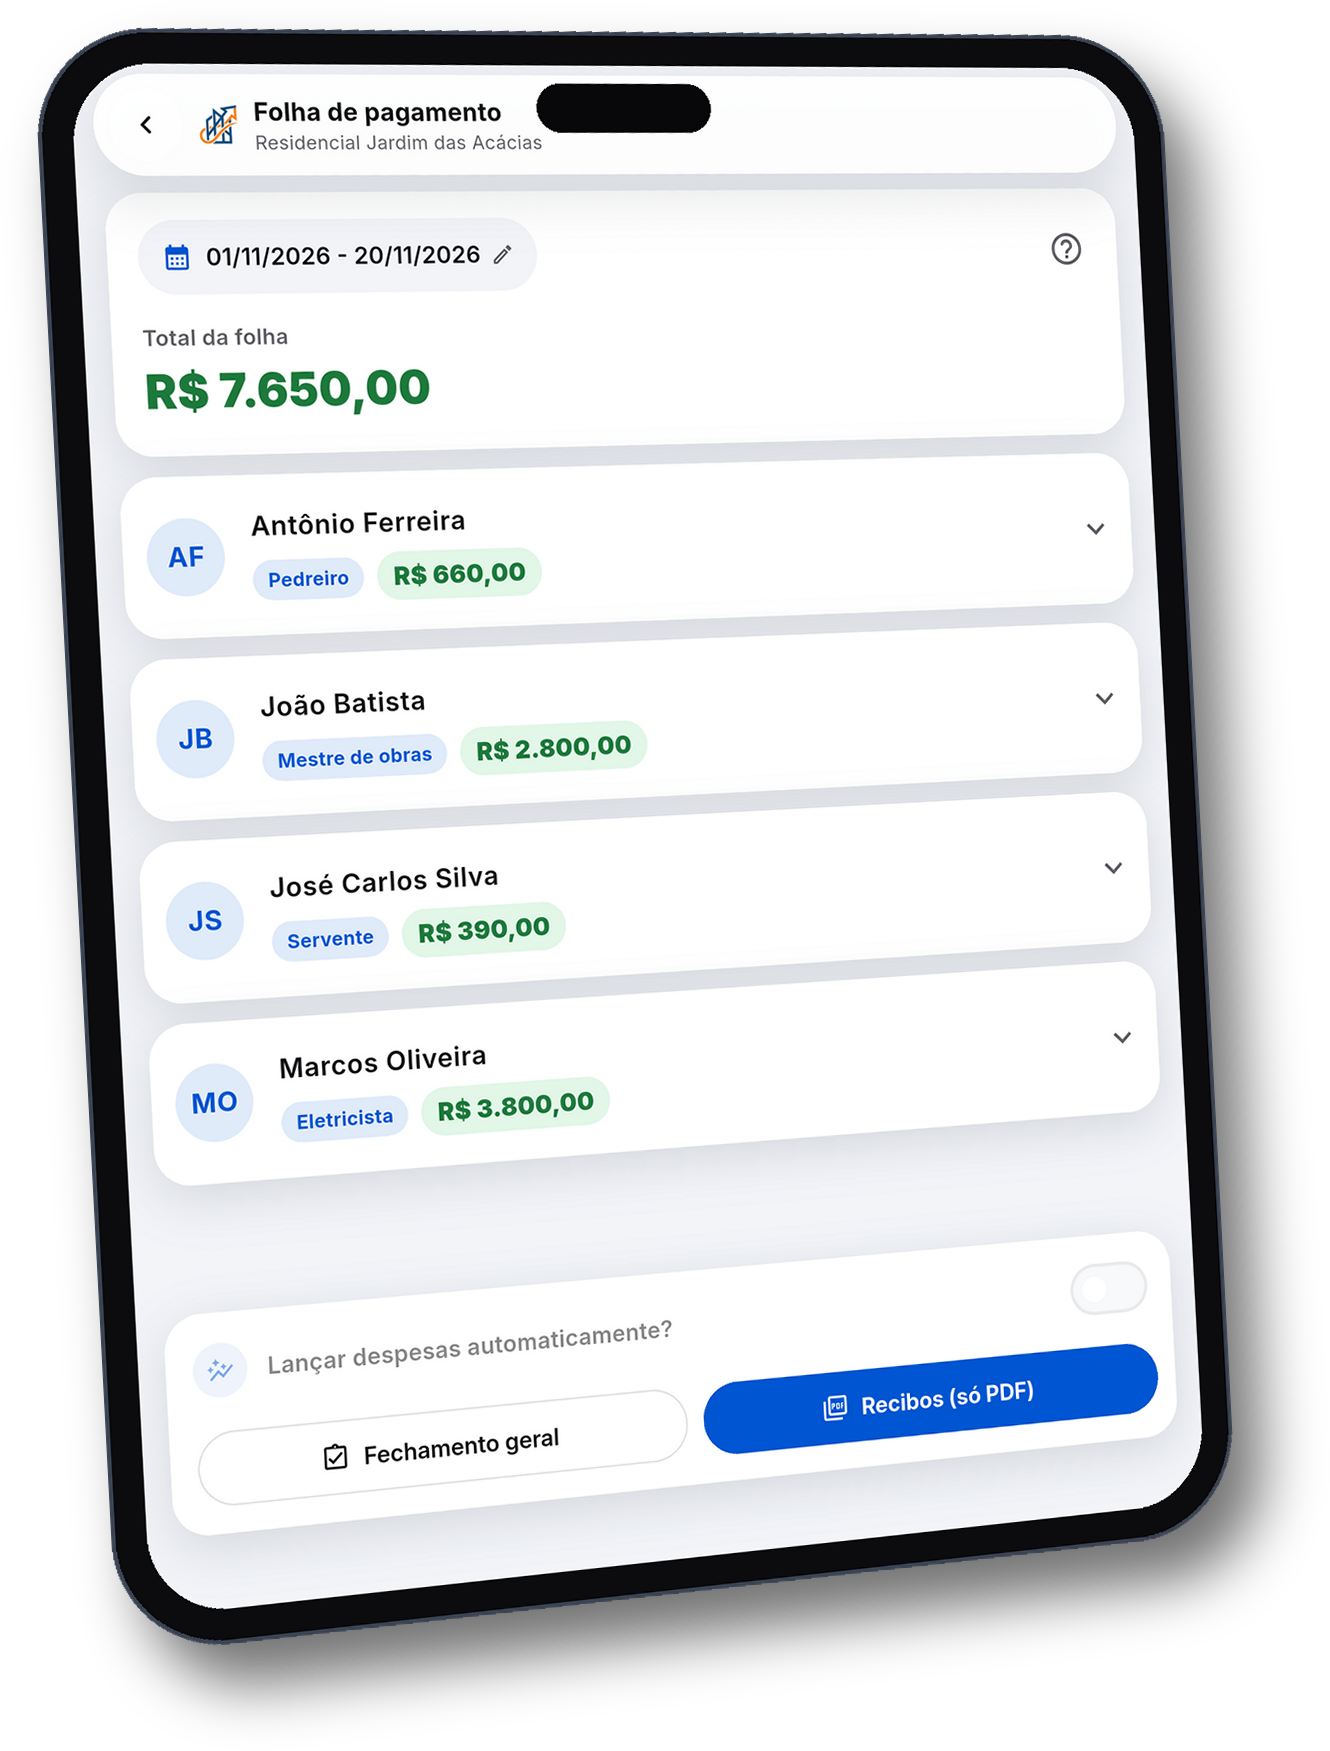 Folha de pagamento
Residencial Jardim das Acácias
01/11/2026 - 20/11/2026
Total da folha
R$ 7.650,00
AF
Antônio Ferreira
Pedreiro R$ 660,00
JB
João Batista
Mestre de obras R$ 2.800,00
JS
José Carlos Silva
Servente R$ 390,00
MO
Marcos Oliveira
Eletricista R$ 3.800,00
Lançar despesas automaticamente?
Fechamento geral
PDF Recibos (só PDF)